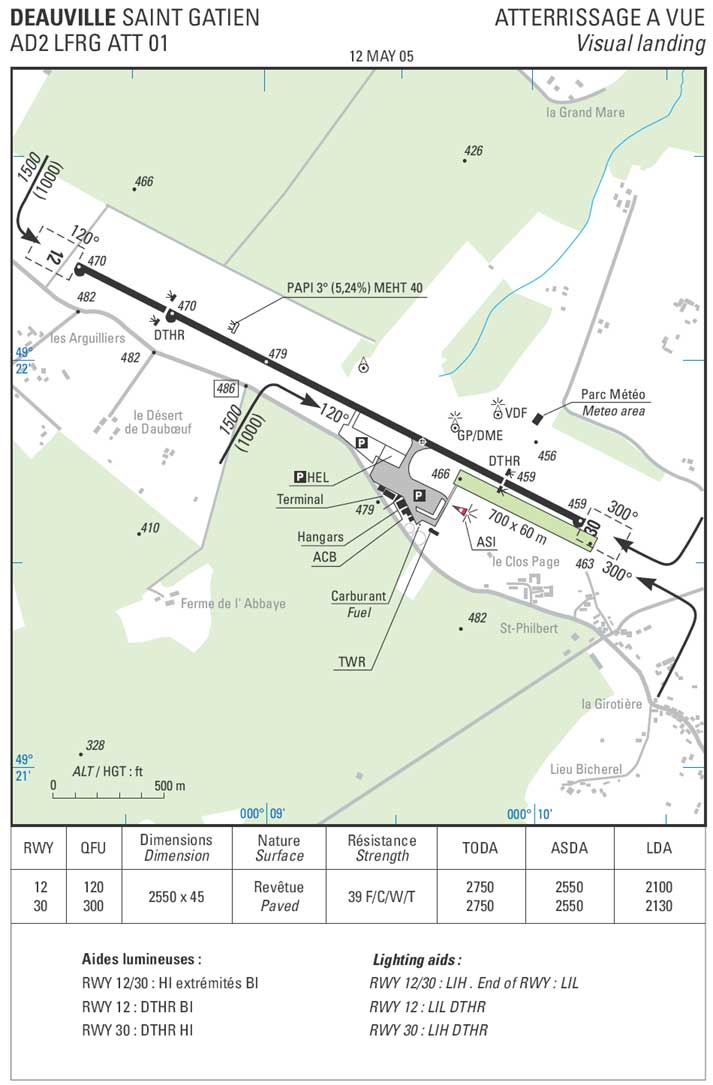 DEAUVILLE SAINT GATIEN
AD2 LFRG ATT 01
ATTERRISSAGE A VUE
Visual landing
12 MAY 05
la Grand Mare
426
1500
(1000)
466
120°
12
470
PAPI 3° (5,24%) MEHT 40
482
470
les Arguilliers
DTHR
49°
22'
482
479
486
1500
(1000)
120°
Parc Météo
Meteo area
VDF
GP/DME
le Désert
de Daubœuf
P
456
DTHR
P HEL
466
459
Terminal
P
459
300°
30
479
700 x 60 m
410
Hangars
ASI
ACB
le Clos Page
463
300°
Carburant
Fuel
Ferme de l' Abbaye
482
St-Philbert
TWR
la Girotière
328
49°
21'
ALT / HGT : ft
0
500 m
Lieu Bicherel
000° 09'
000° 10'
RWY QFU Dimensions Nature Résistance TODA ASDA LDA
Dimension Surface Strength
12 120 2550 x 45 Revêtue 39 F/C/W/T 2750 2550 2100
30 300 Paved 2750 2550 2130
Aides lumineuses :
RWY 12/30 : HI extrémités BI
RWY 12 : DTHR BI
RWY 30 : DTHR HI
Lighting aids :
RWY 12/30 : LIH . End of RWY : LIL
RWY 12 : LIL DTHR
RWY 30 : LIH DTHR